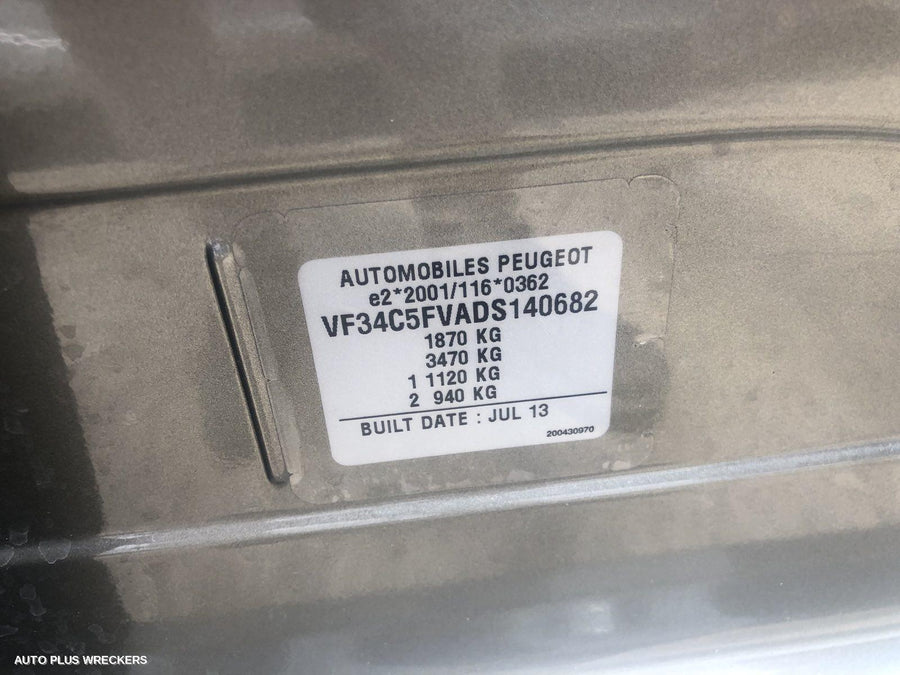 AUTOMOBILES PEUGEOT
e2*2001/116*0362
VF34C5FVADS140682
1870 KG
3470 KG
1 1120 KG
2 940 KG
BUILT DATE : JUL 13
200430970
AUTO PLUS WRECKERS